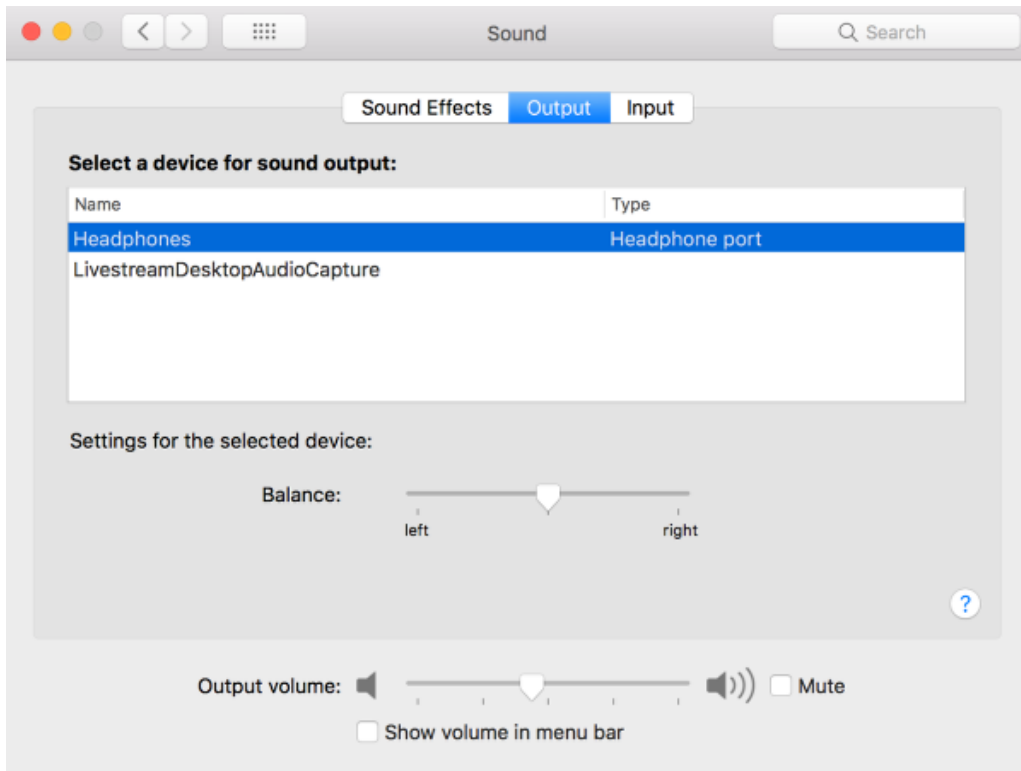 Sound
Search
Sound Effects Output Input
Select a device for sound output:
Name Type
Headphones Headphone port
LivestreamDesktopAudioCapture
Settings for the selected device:
Balance:
left right
?
Output volume: Mute
Show volume in menu bar